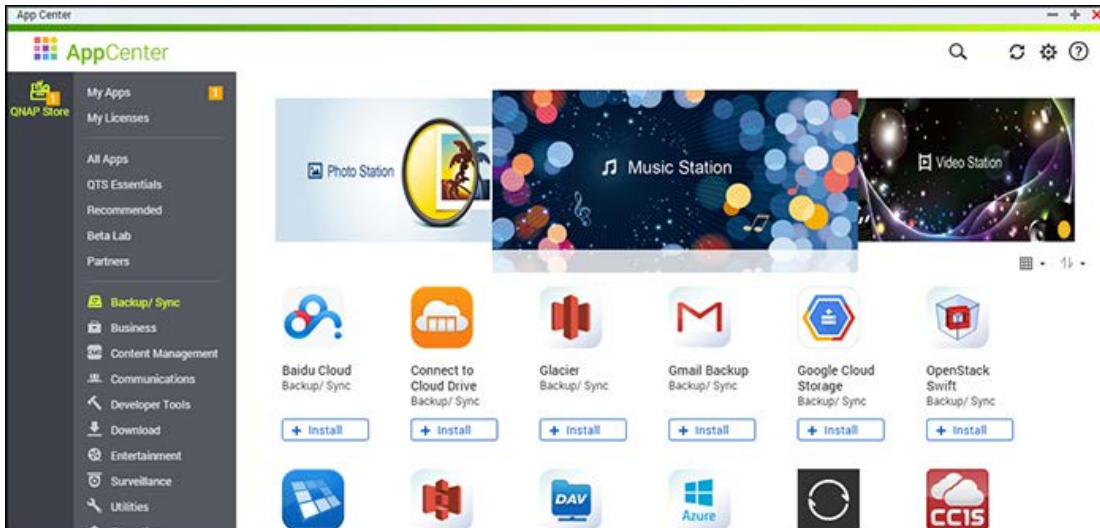 App Center
AppCenter
1
QNAP Store
My Apps 1
My Licenses
All Apps
QTS Essentials
Recommended
Beta Lab
Partners
Backup/ Sync
Business
Content Management
Communications
Developer Tools
Download
Entertainment
Surveillance
Utilities
Photo Station
Music Station
Video Station
Baidu Cloud
Backup/ Sync
+ Install
Connect to
Cloud Drive
Backup/ Sync
+ Install
Glacier
Backup/ Sync
+ Install
Gmail Backup
Backup/ Sync
+ Install
Google Cloud
Storage
Backup/ Sync
+ Install
OpenStack
Swift
Backup/ Sync
+ Install
DAV
Azure
CC1S